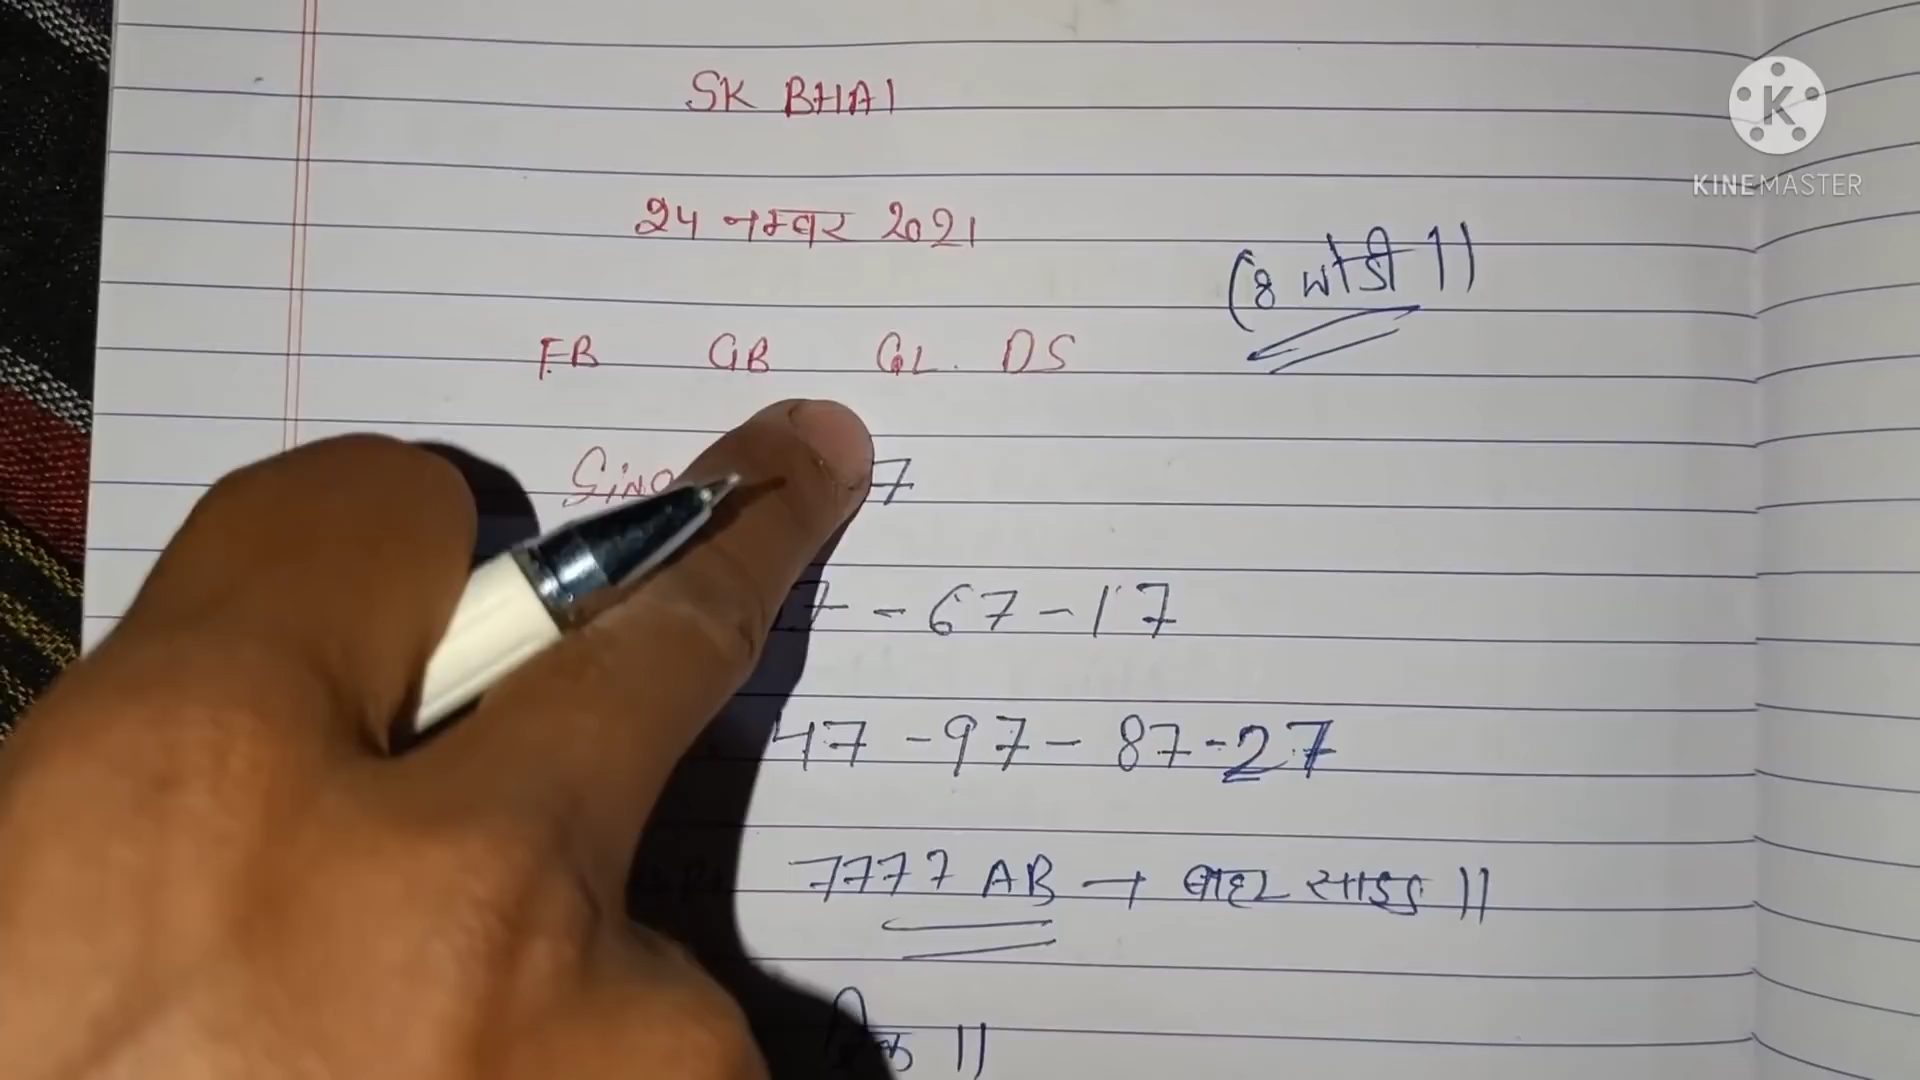 SK BHAI
KINEMASTER
24 नम्बर 2021
(8 जोडी ))
FB GB GL. DS
7
7 - 67 - 17
47 - 97 - 87 - 27
7777 AB → बाहर साइड ||
||